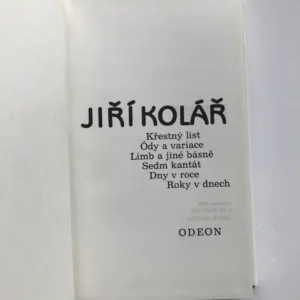 JIŘÍ KOLÁŘ
Křestný list
Ódy a variace
Limb a jiné básně
Sedm kantát
Dny v roce
Roky v dnech
ODEON